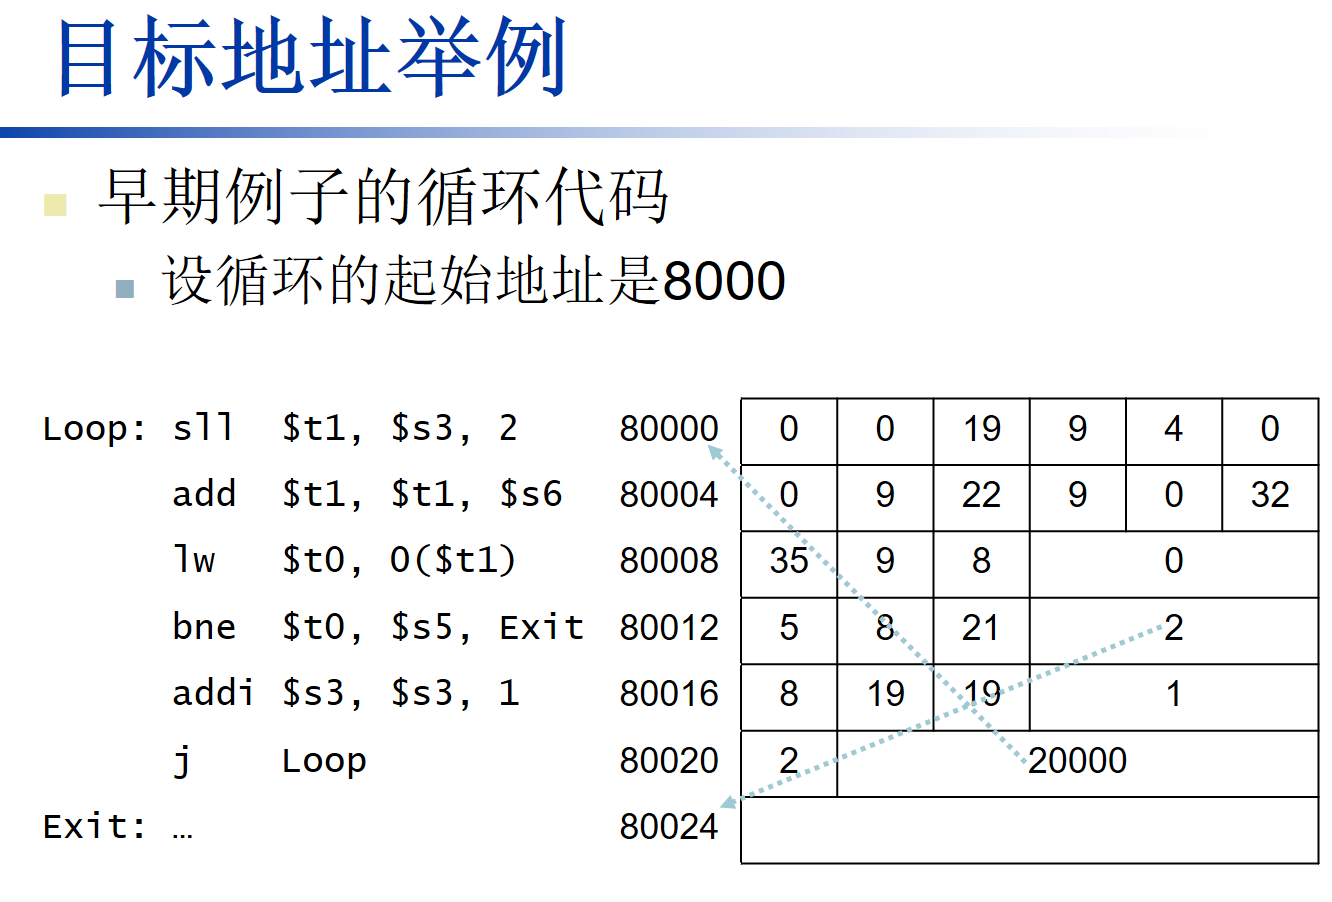 目标地址举例
早期例子的循环代码
设循环的起始地址是8000
Loop: sll $t1, $s3, 2 80000 0 0 19 9 4 0
add $t1, $t1, $s6 80004 0 9 22 9 0 32
lw $t0, 0($t1) 80008 35 9 8 0
bne $t0, $s5, Exit 80012 5 8 21 2
addi $s3, $s3, 1 80016 8 19 19 1
j Loop 80020 2 20000
Exit: … 80024